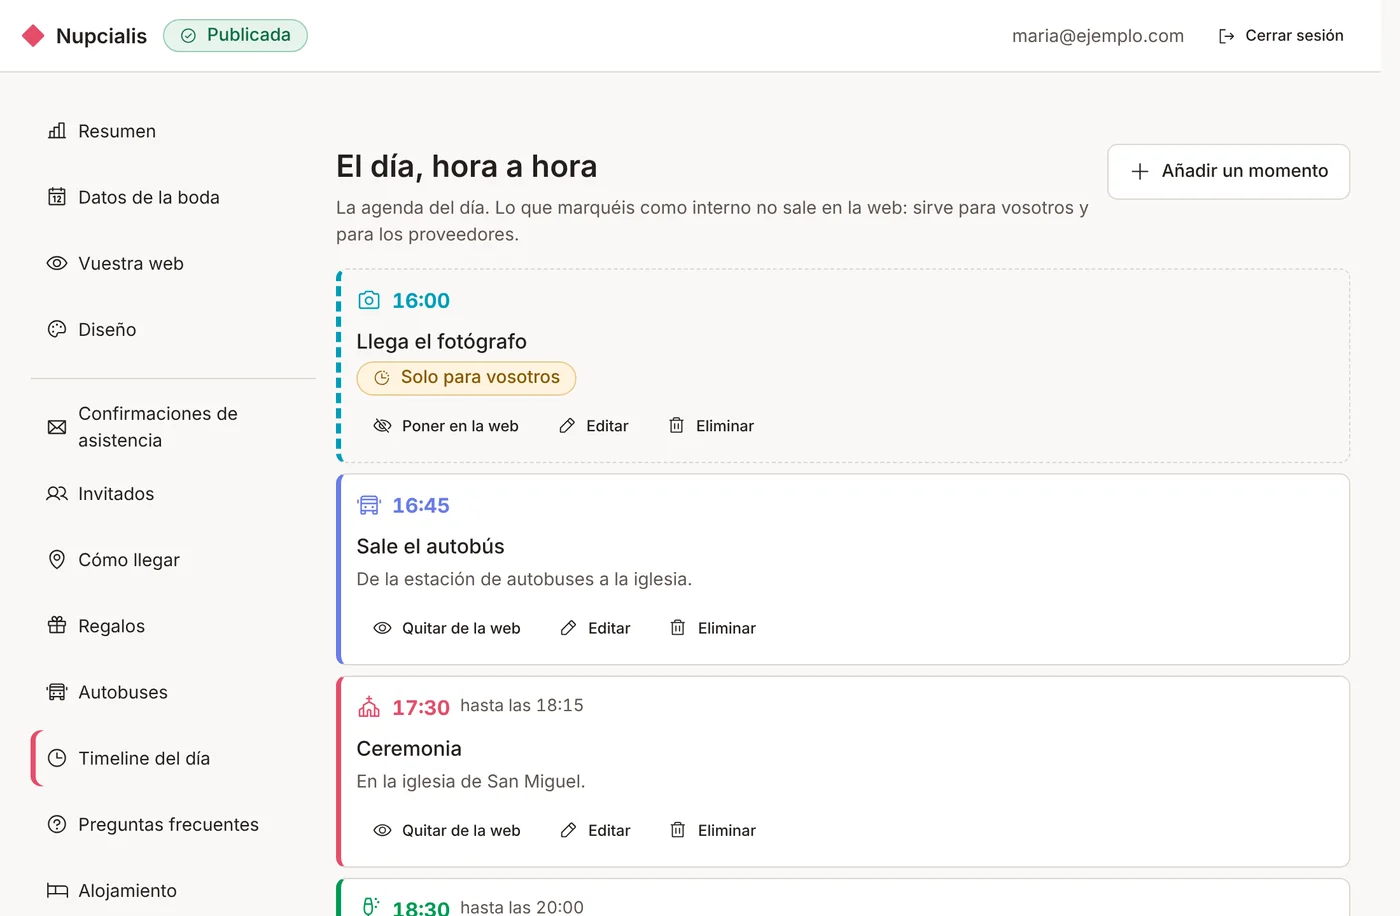 Nupcialis
Publicada
maria@ejemplo.com
Cerrar sesión
Resumen
Datos de la boda
Vuestra web
Diseño
Confirmaciones de
asistencia
Invitados
Cómo llegar
Regalos
Autobuses
Timeline del día
Preguntas frecuentes
Alojamiento
El día, hora a hora
La agenda del día. Lo que marquéis como interno no sale en la web: sirve para vosotros y
para los proveedores.
Añadir un momento
16:00
Llega el fotógrafo
Solo para vosotros
Poner en la web
Editar
Eliminar
16:45
Sale el autobús
De la estación de autobuses a la iglesia.
Quitar de la web
Editar
Eliminar
17:30 hasta las 18:15
Ceremonia
En la iglesia de San Miguel.
Quitar de la web
Editar
Eliminar
18:30 hasta las 20:00